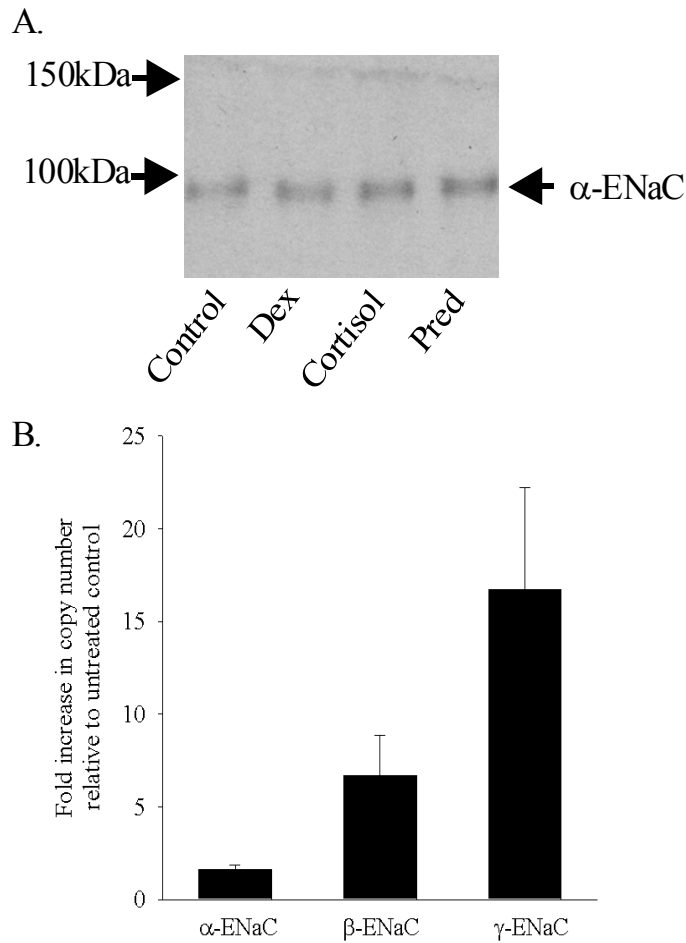 A.
150kDa
100kDa
α-ENaC
Control
Dex
Cortisol
Pred
B.
Fold increase in copy number
relative to untreated control
25
20
15
10
5
0
α-ENaC
β-ENaC
γ-ENaC